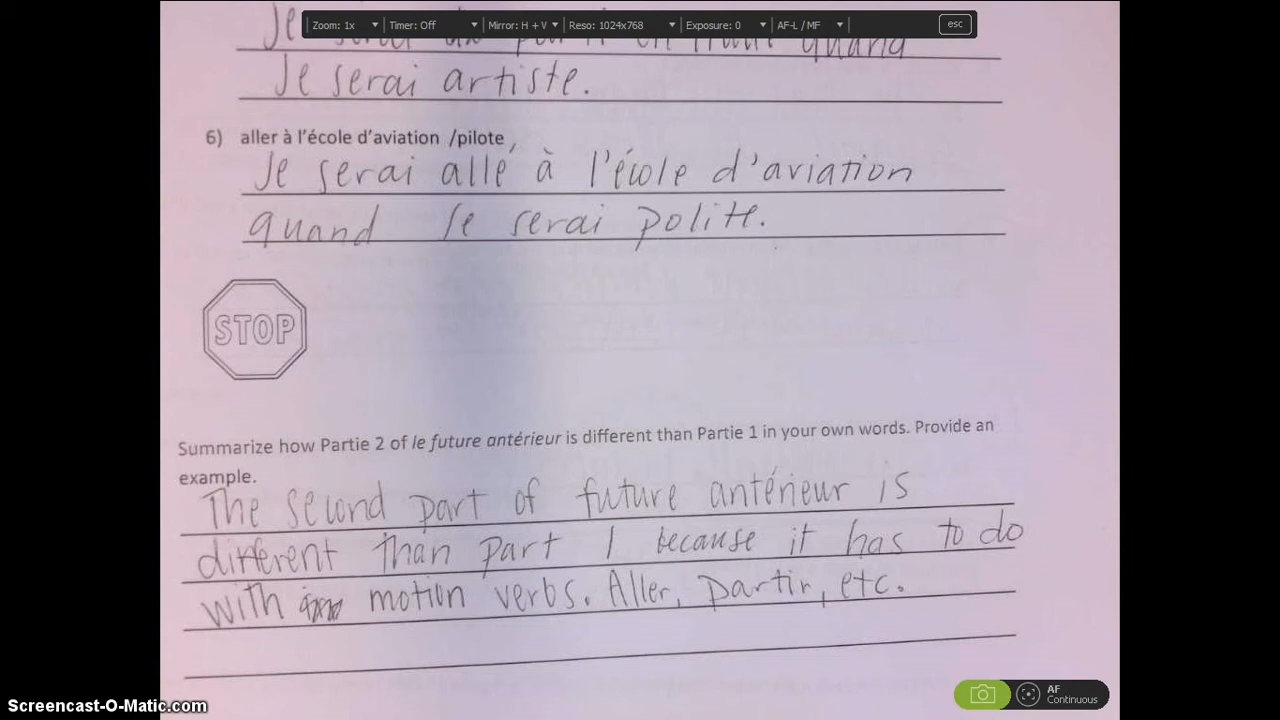 Zoom: 1x Timer: Off Mirror: H + V Reso: 1024x768 Exposure: 0 AF-L / MF esc
Je serai
Je serai artiste.
6) aller à l'école d'aviation /pilote
Je serai allé à l'école d'aviation
quand Je serai polite.
STOP
Summarize how Partie 2 of le future antérieur is different than Partie 1 in your own words. Provide an
example.
The second part of future antérieur is
different than part 1 because it has to do
with motion verbs. Aller, partir, etc.
AF
Continuous
Screencast-O-Matic.com